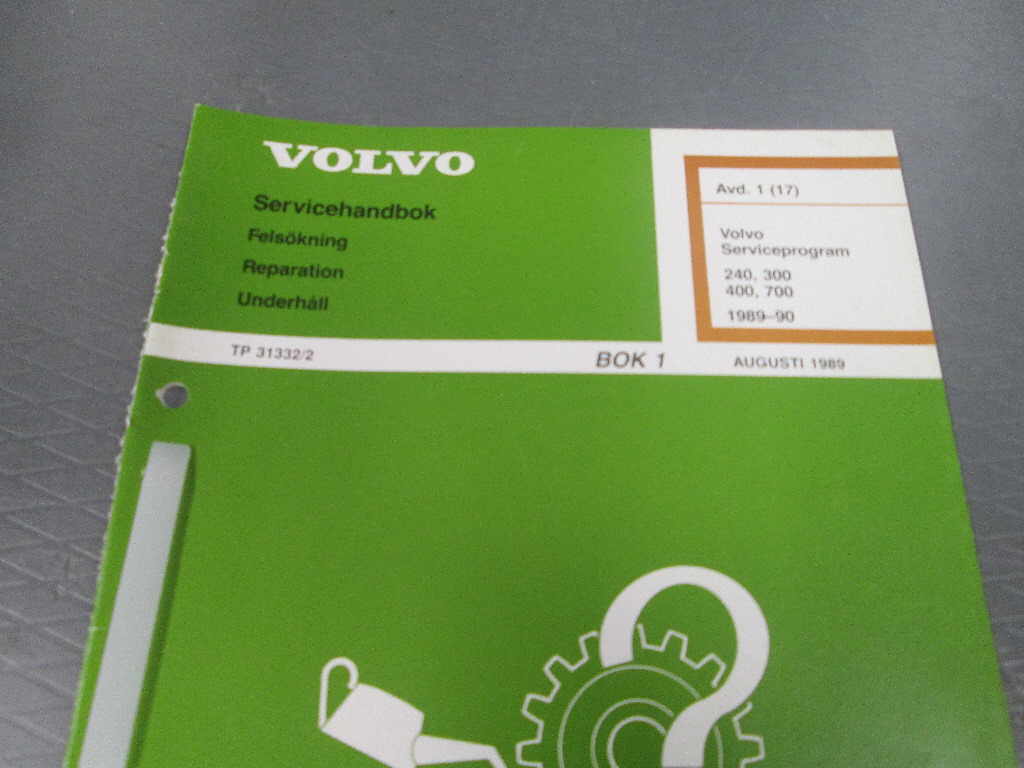 VOLVO
Servicehandbok
Felsökning
Reparation
Underhåll
Avd. 1 (17)
Volvo
Serviceprogram
240, 300
400, 700
1989–90
TP 31332/2
BOK 1
AUGUSTI 1989